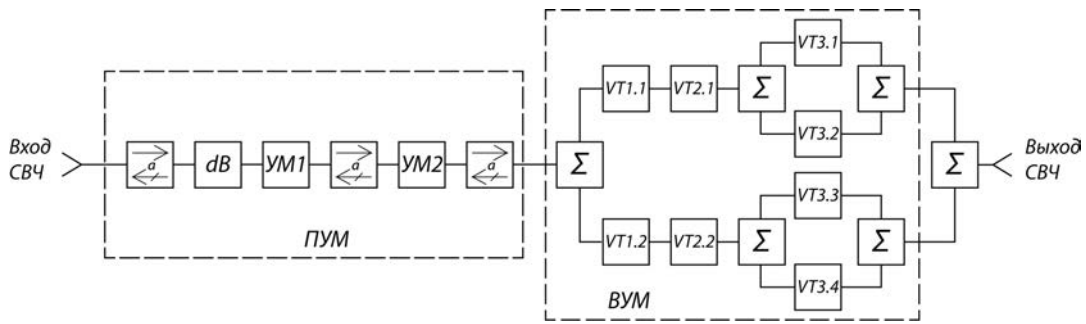 Вход
СВЧ
a
dB
УМ1
a
УМ2
a
ПУМ
Σ
VT1.1
VT2.1
Σ
VT3.1
VT3.2
Σ
VT1.2
VT2.2
Σ
VT3.3
VT3.4
Σ
ВУМ
Σ
Выход
СВЧ